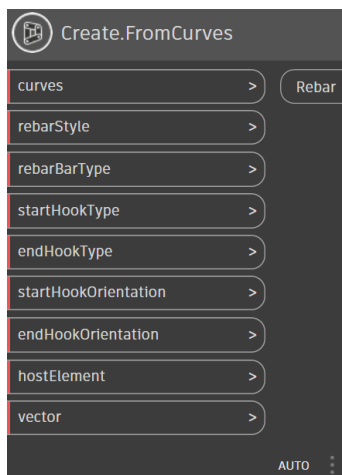 Create.FromCurves
curves >
Rebar
rebarStyle >
rebarBarType >
startHookType >
endHookType >
startHookOrientation >
endHookOrientation >
hostElement >
vector >
AUTO